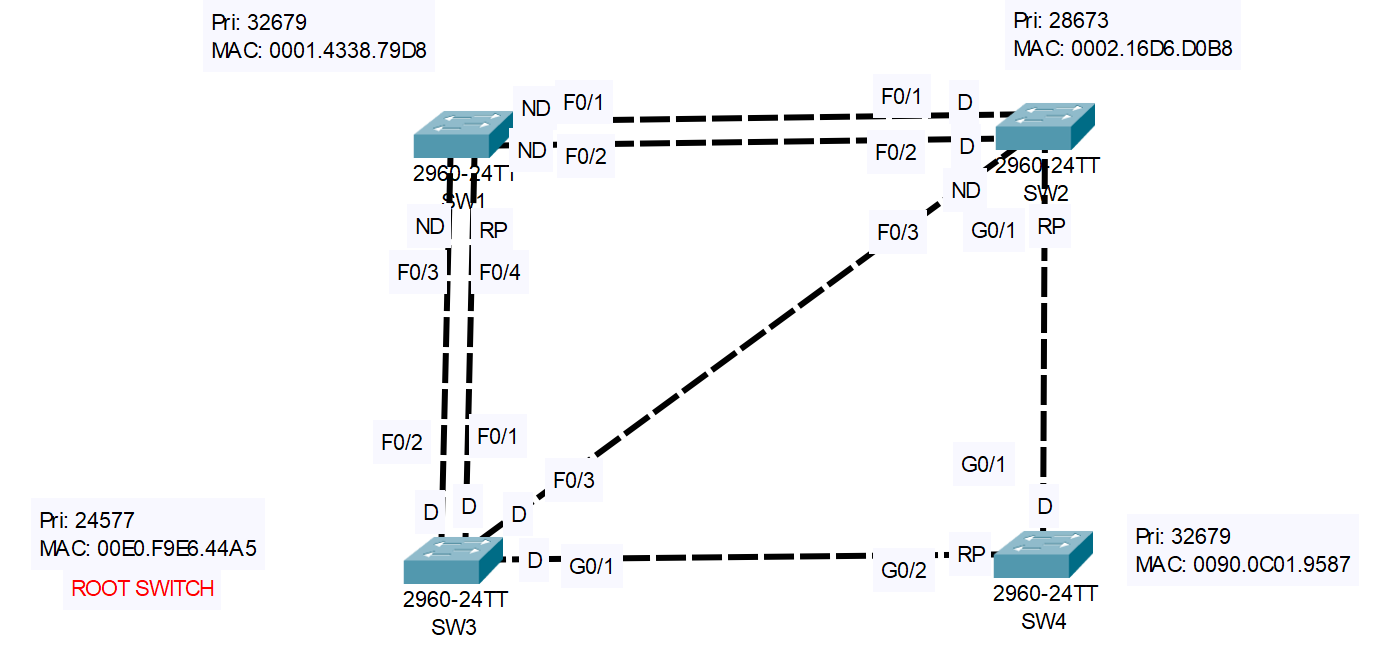 Pri: 32679
MAC: 0001.4338.79D8
Pri: 28673
MAC: 0002.16D6.D0B8
ND
F0/1
F0/1
D
ND
F0/2
F0/2
D
2960-24TT
SW1
2960-24TT
SW2
ND
ND
RP
F0/3
G0/1
RP
F0/3
F0/4
F0/2
F0/1
G0/1
F0/3
D
D
D
D
Pri: 24577
MAC: 00E0.F9E6.44A5
ROOT SWITCH
D
G0/1
G0/2
RP
Pri: 32679
MAC: 0090.0C01.9587
2960-24TT
SW3
2960-24TT
SW4